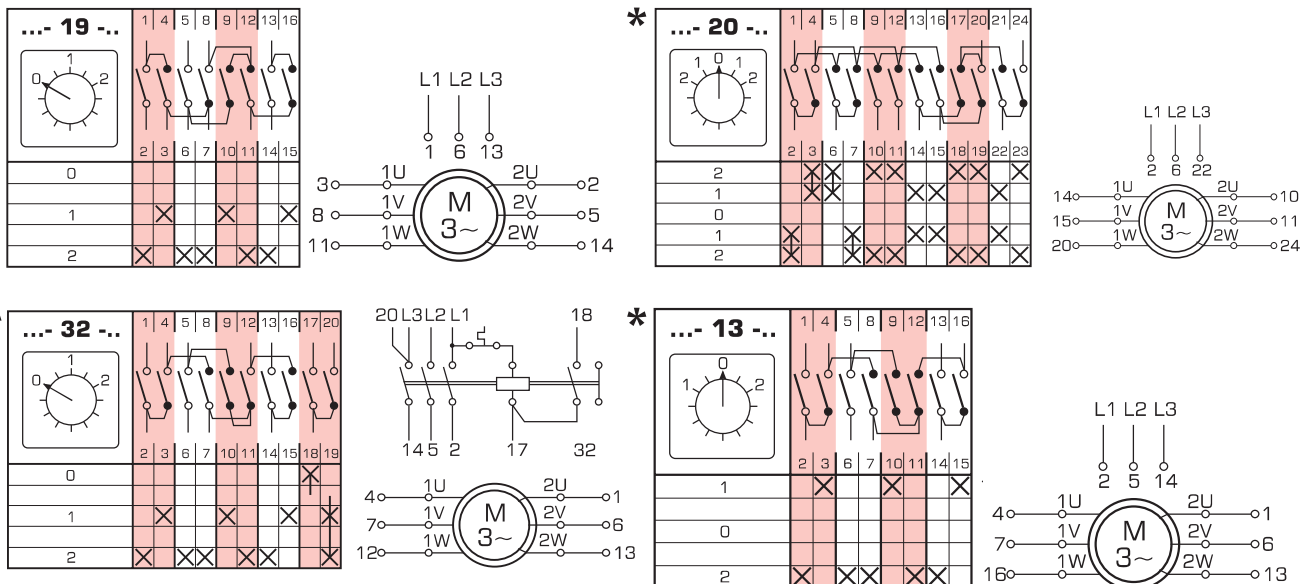 ...- 19 -..
1 4 5 8 9 12 13 16
0 1 2
2 3 6 7 10 11 14 15
0
1
2
L1 L2 L3
1 6 13
3 1U 2U 2
8 1V M 2V 5
11 1W 3~ 2W 14
* ...- 20 -..
1 4 5 8 9 12 13 16 17 20 21 24
2 1 0 1 2
2 3 6 7 10 11 14 15 18 19 22 23
2
1
0
1
2
L1 L2 L3
2 6 22
14 1U 2U 10
15 1V M 2V 11
20 1W 3~ 2W 24
...- 32 -..
1 4 5 8 9 12 13 16 17 20
0 1 2
2 3 6 7 10 11 14 15 18 19
0
1
2
20 L3 L2 L1 18
14 5 2 17 32
4 1U 2U 1
7 1V M 2V 6
12 1W 3~ 2W 13
* ...- 13 -..
1 4 5 8 9 12 13 16
1 0 2
2 3 6 7 10 11 14 15
1
0
2
L1 L2 L3
2 5 14
4 1U 2U 1
7 1V M 2V 6
16 1W 3~ 2W 13